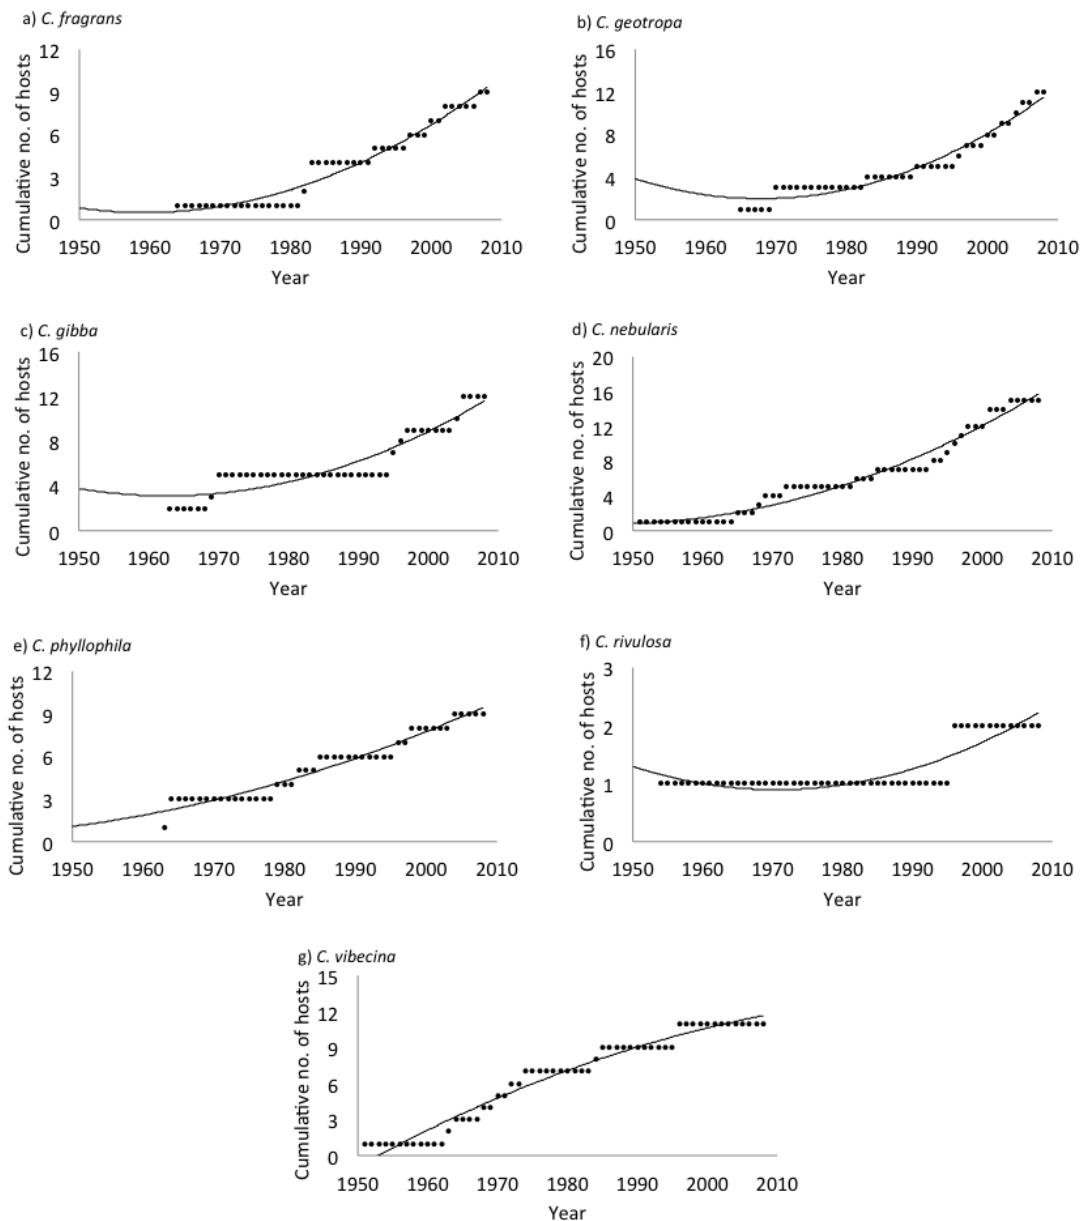 a) C. fragrans
Cumulative no. of hosts
12
9
6
3
0
1950 1960 1970 1980 1990 2000 2010
Year
b) C. geotropa
Cumulative no. of hosts
16
12
8
4
0
1950 1960 1970 1980 1990 2000 2010
Year
c) C. gibba
Cumulative no. of hosts
16
12
8
4
0
1950 1960 1970 1980 1990 2000 2010
Year
d) C. nebularis
Cumulative no. of hosts
20
16
12
8
4
0
1950 1960 1970 1980 1990 2000 2010
Year
e) C. phyllophila
Cumulative no. of hosts
12
9
6
3
0
1950 1960 1970 1980 1990 2000 2010
Year
f) C. rivulosa
Cumulative no. of hosts
3
2
1
0
1950 1960 1970 1980 1990 2000 2010
Year
g) C. vibecina
Cumulative no. of hosts
15
12
9
6
3
0
1950 1960 1970 1980 1990 2000 2010
Year